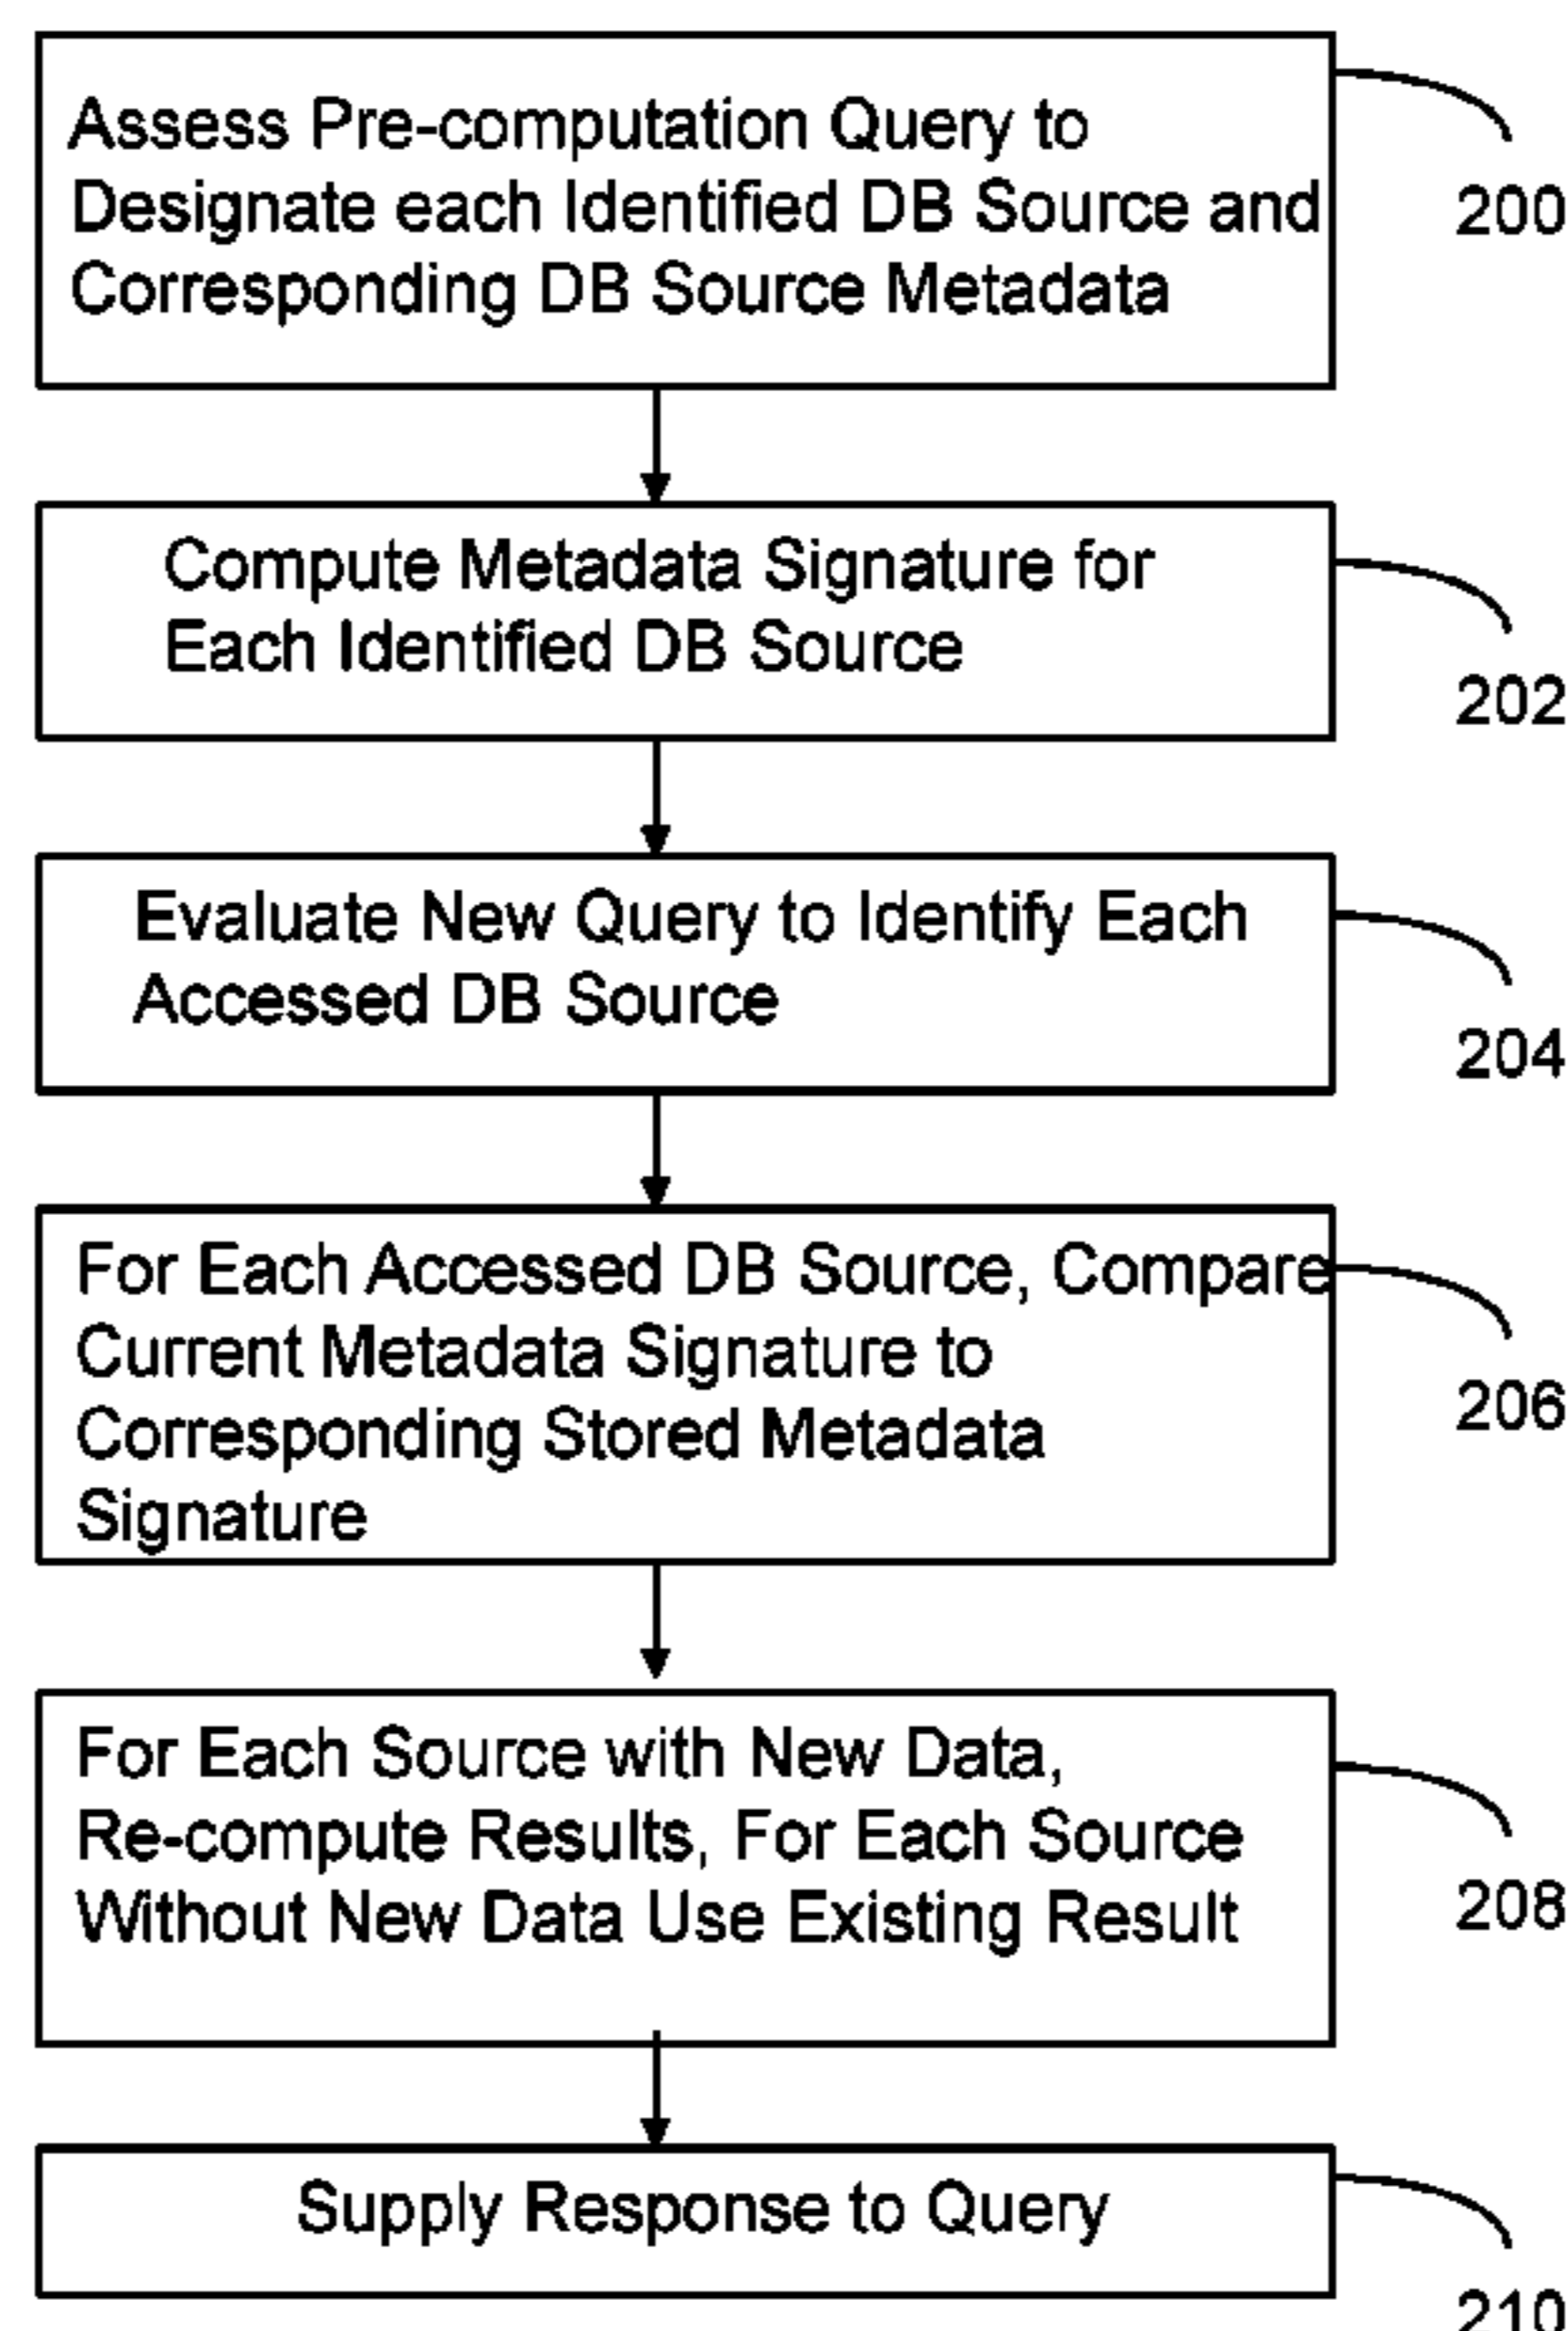 Assess Pre-computation Query to
Designate each Identified DB Source and
Corresponding DB Source Metadata
200
Compute Metadata Signature for
Each Identified DB Source
202
Evaluate New Query to Identify Each
Accessed DB Source
204
For Each Accessed DB Source, Compare
Current Metadata Signature to
Corresponding Stored Metadata
Signature
206
For Each Source with New Data,
Re-compute Results, For Each Source
Without New Data Use Existing Result
208
Supply Response to Query
210